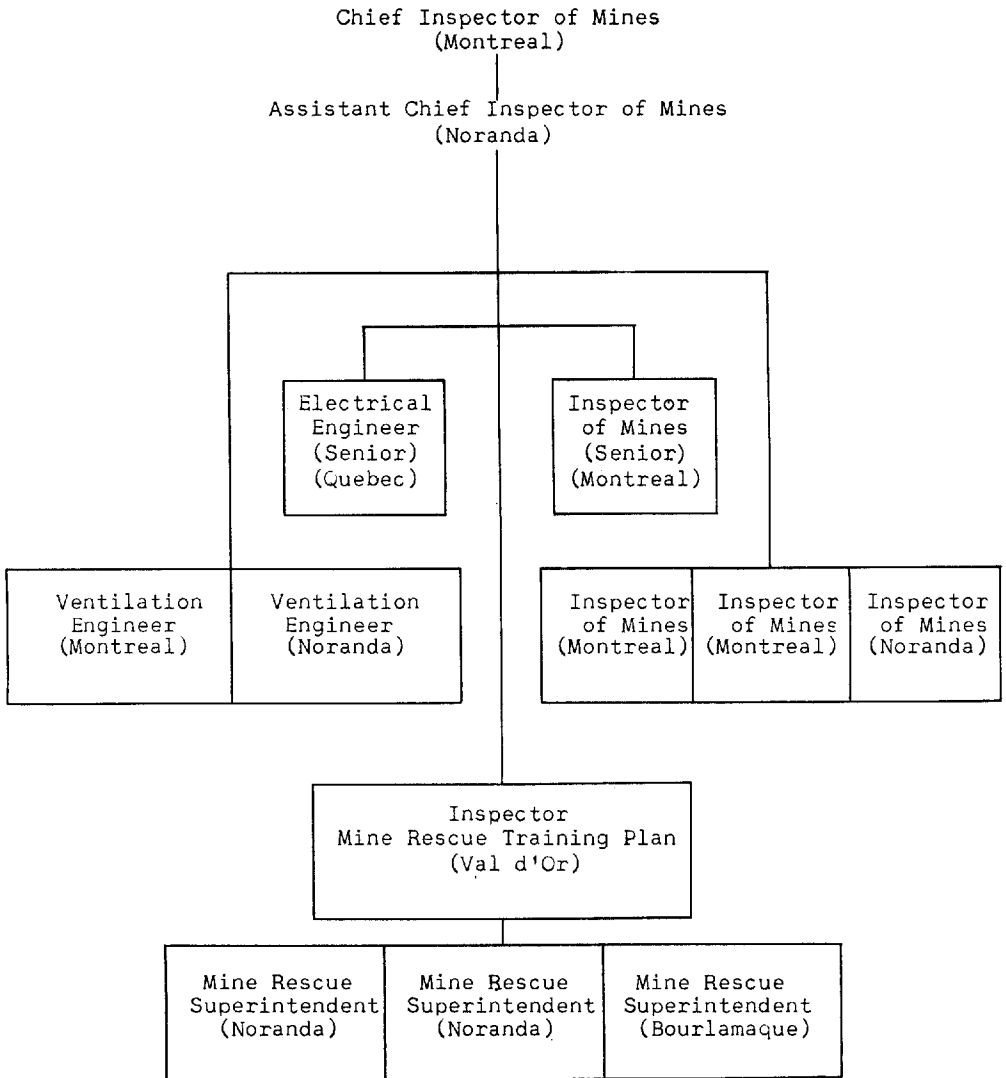 Chief Inspector of Mines
(Montreal)
Assistant Chief Inspector of Mines
(Noranda)
Electrical
Engineer
(Senior)
(Quebec)
Inspector
of Mines
(Senior)
(Montreal)
Ventilation
Engineer
(Montreal)
Ventilation
Engineer
(Noranda)
Inspector
of Mines
(Montreal)
Inspector
of Mines
(Montreal)
Inspector
of Mines
(Noranda)
Inspector
Mine Rescue Training Plan
(Val d'Or)
Mine Rescue
Superintendent
(Noranda)
Mine Rescue
Superintendent
(Noranda)
Mine Rescue
Superintendent
(Bourlamaque)